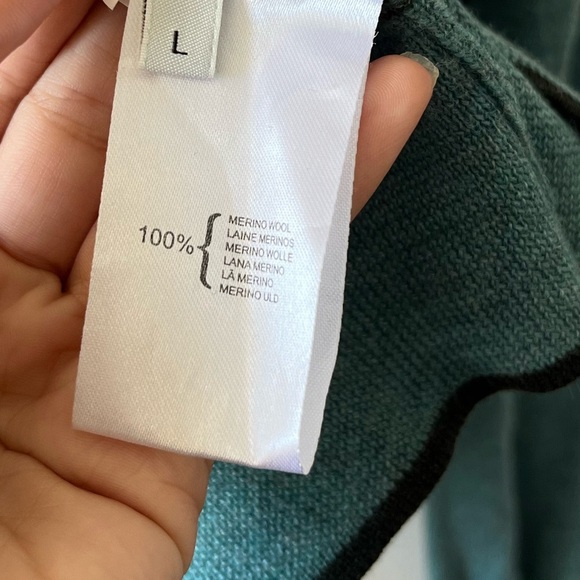 L
100%
MERINO WOOL
LAINE MERINOS
MERINO WOLLE
LANA MERINO
LÃ MERINO
MERINO ULD